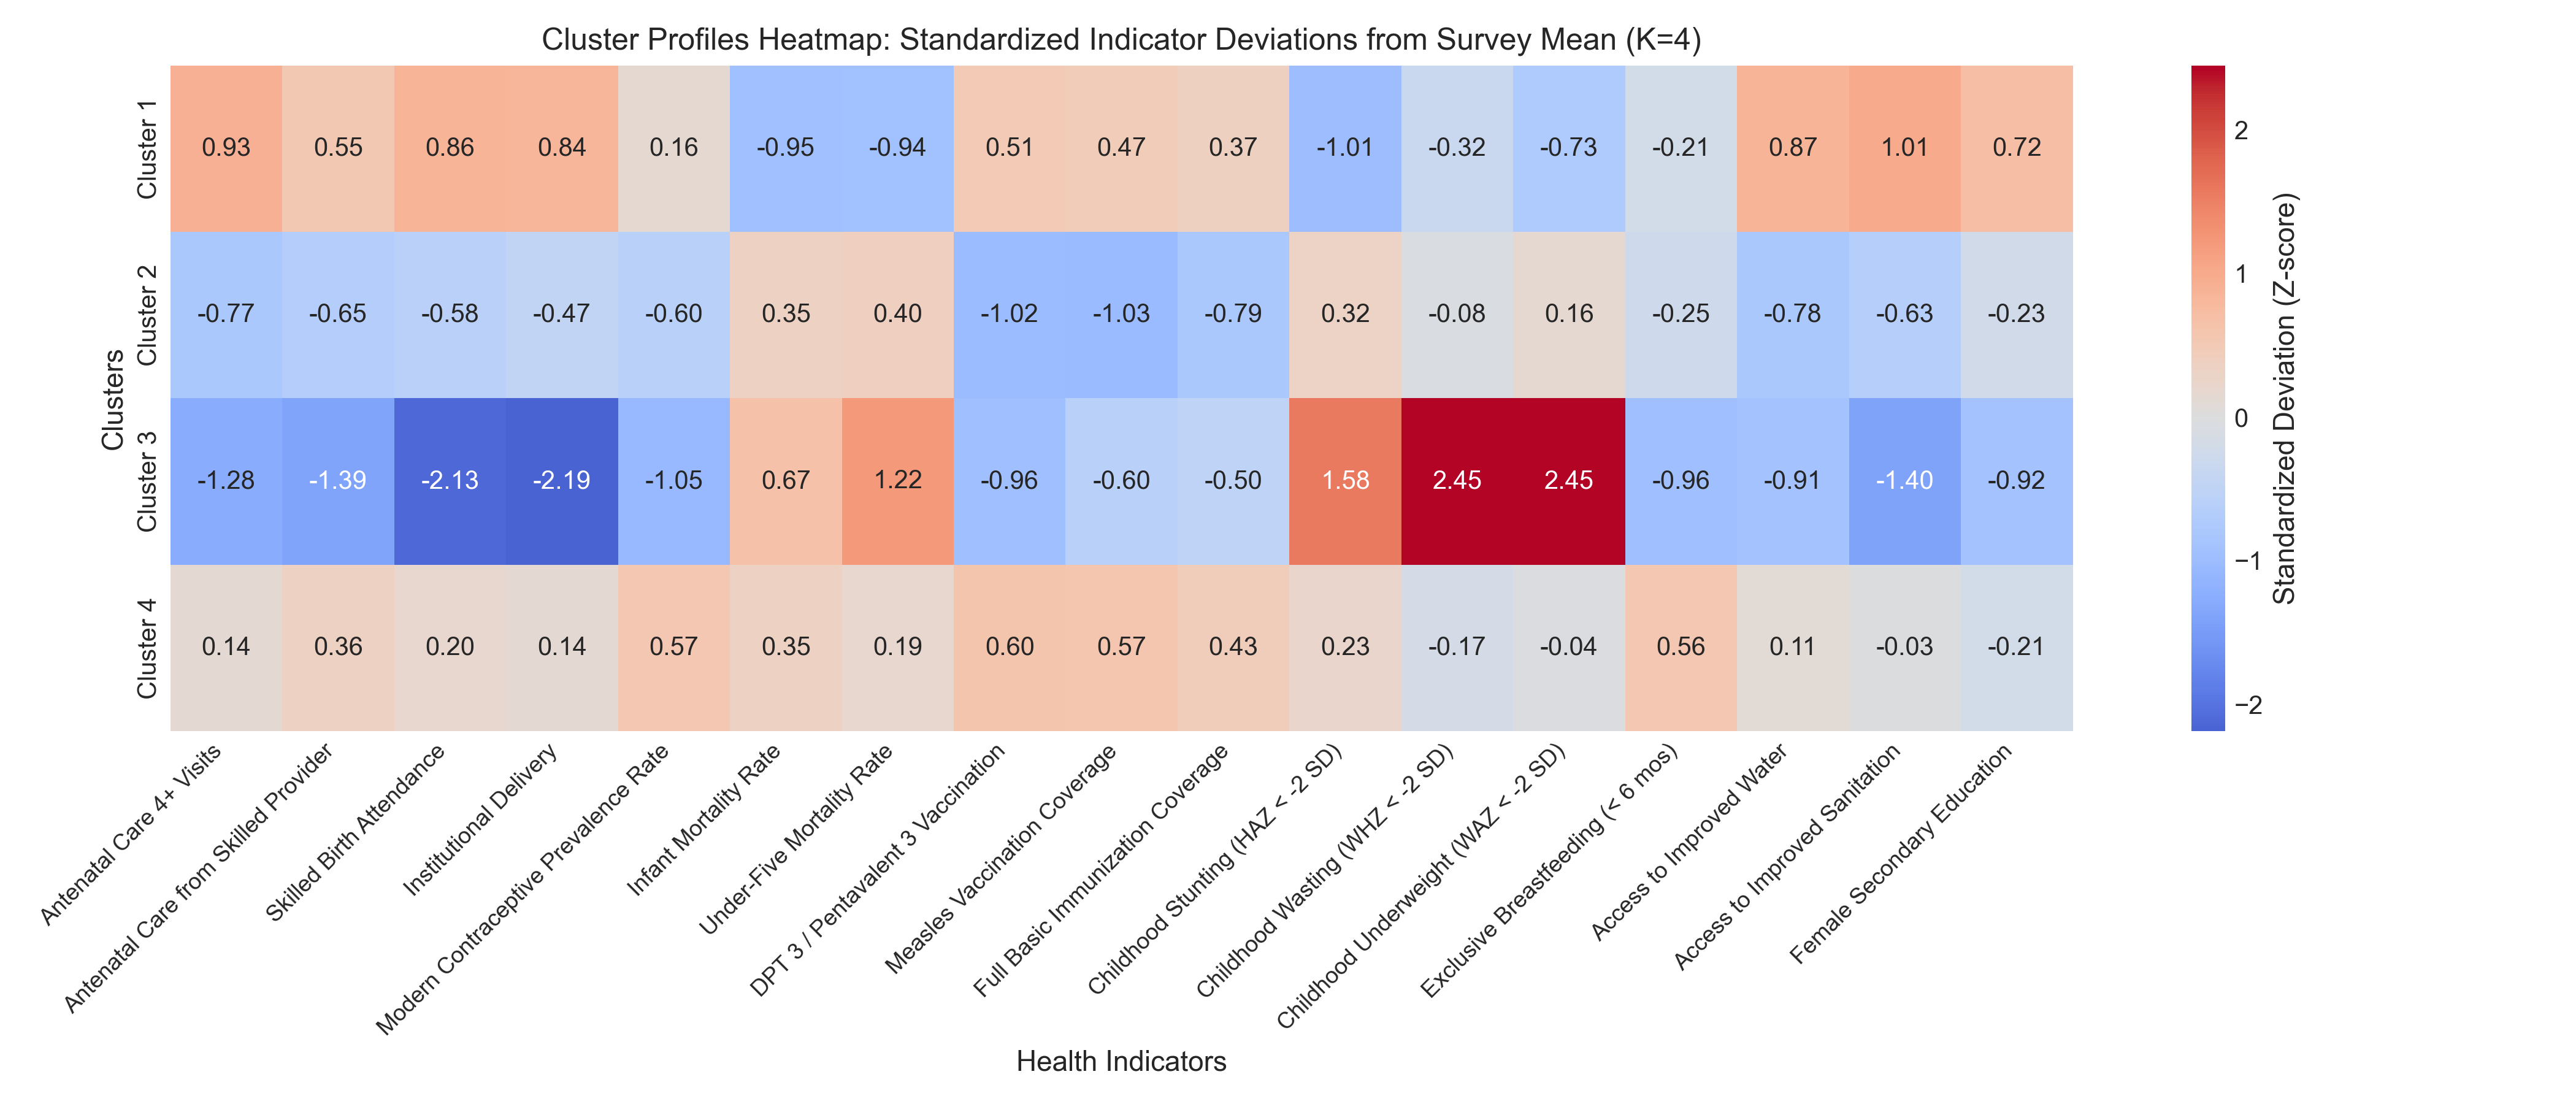 Cluster Profiles Heatmap: Standardized Indicator Deviations from Survey Mean (K=4)
Clusters
Cluster 1
0.93 0.55 0.86 0.84 0.16 -0.95 -0.94 0.51 0.47 0.37 -1.01 -0.32 -0.73 -0.21 0.87 1.01 0.72
Cluster 2
-0.77 -0.65 -0.58 -0.47 -0.60 0.35 0.40 -1.02 -1.03 -0.79 0.32 -0.08 0.16 -0.25 -0.78 -0.63 -0.23
Cluster 3
-1.28 -1.39 -2.13 -2.19 -1.05 0.67 1.22 -0.96 -0.60 -0.50 1.58 2.45 2.45 -0.96 -0.91 -1.40 -0.92
Cluster 4
0.14 0.36 0.20 0.14 0.57 0.35 0.19 0.60 0.57 0.43 0.23 -0.17 -0.04 0.56 0.11 -0.03 -0.21
Antenatal Care 4+ Visits
Antenatal Care from Skilled Provider
Skilled Birth Attendance
Institutional Delivery
Modern Contraceptive Prevalence Rate
Infant Mortality Rate
Under-Five Mortality Rate
DPT 3 / Pentavalent 3 Vaccination
Measles Vaccination Coverage
Full Basic Immunization Coverage
Childhood Stunting (HAZ < -2 SD)
Childhood Wasting (WHZ < -2 SD)
Childhood Underweight (WAZ < -2 SD)
Exclusive Breastfeeding (< 6 mos)
Access to Improved Water
Access to Improved Sanitation
Female Secondary Education
Health Indicators
2
1
0
−1
−2
Standardized Deviation (Z-score)